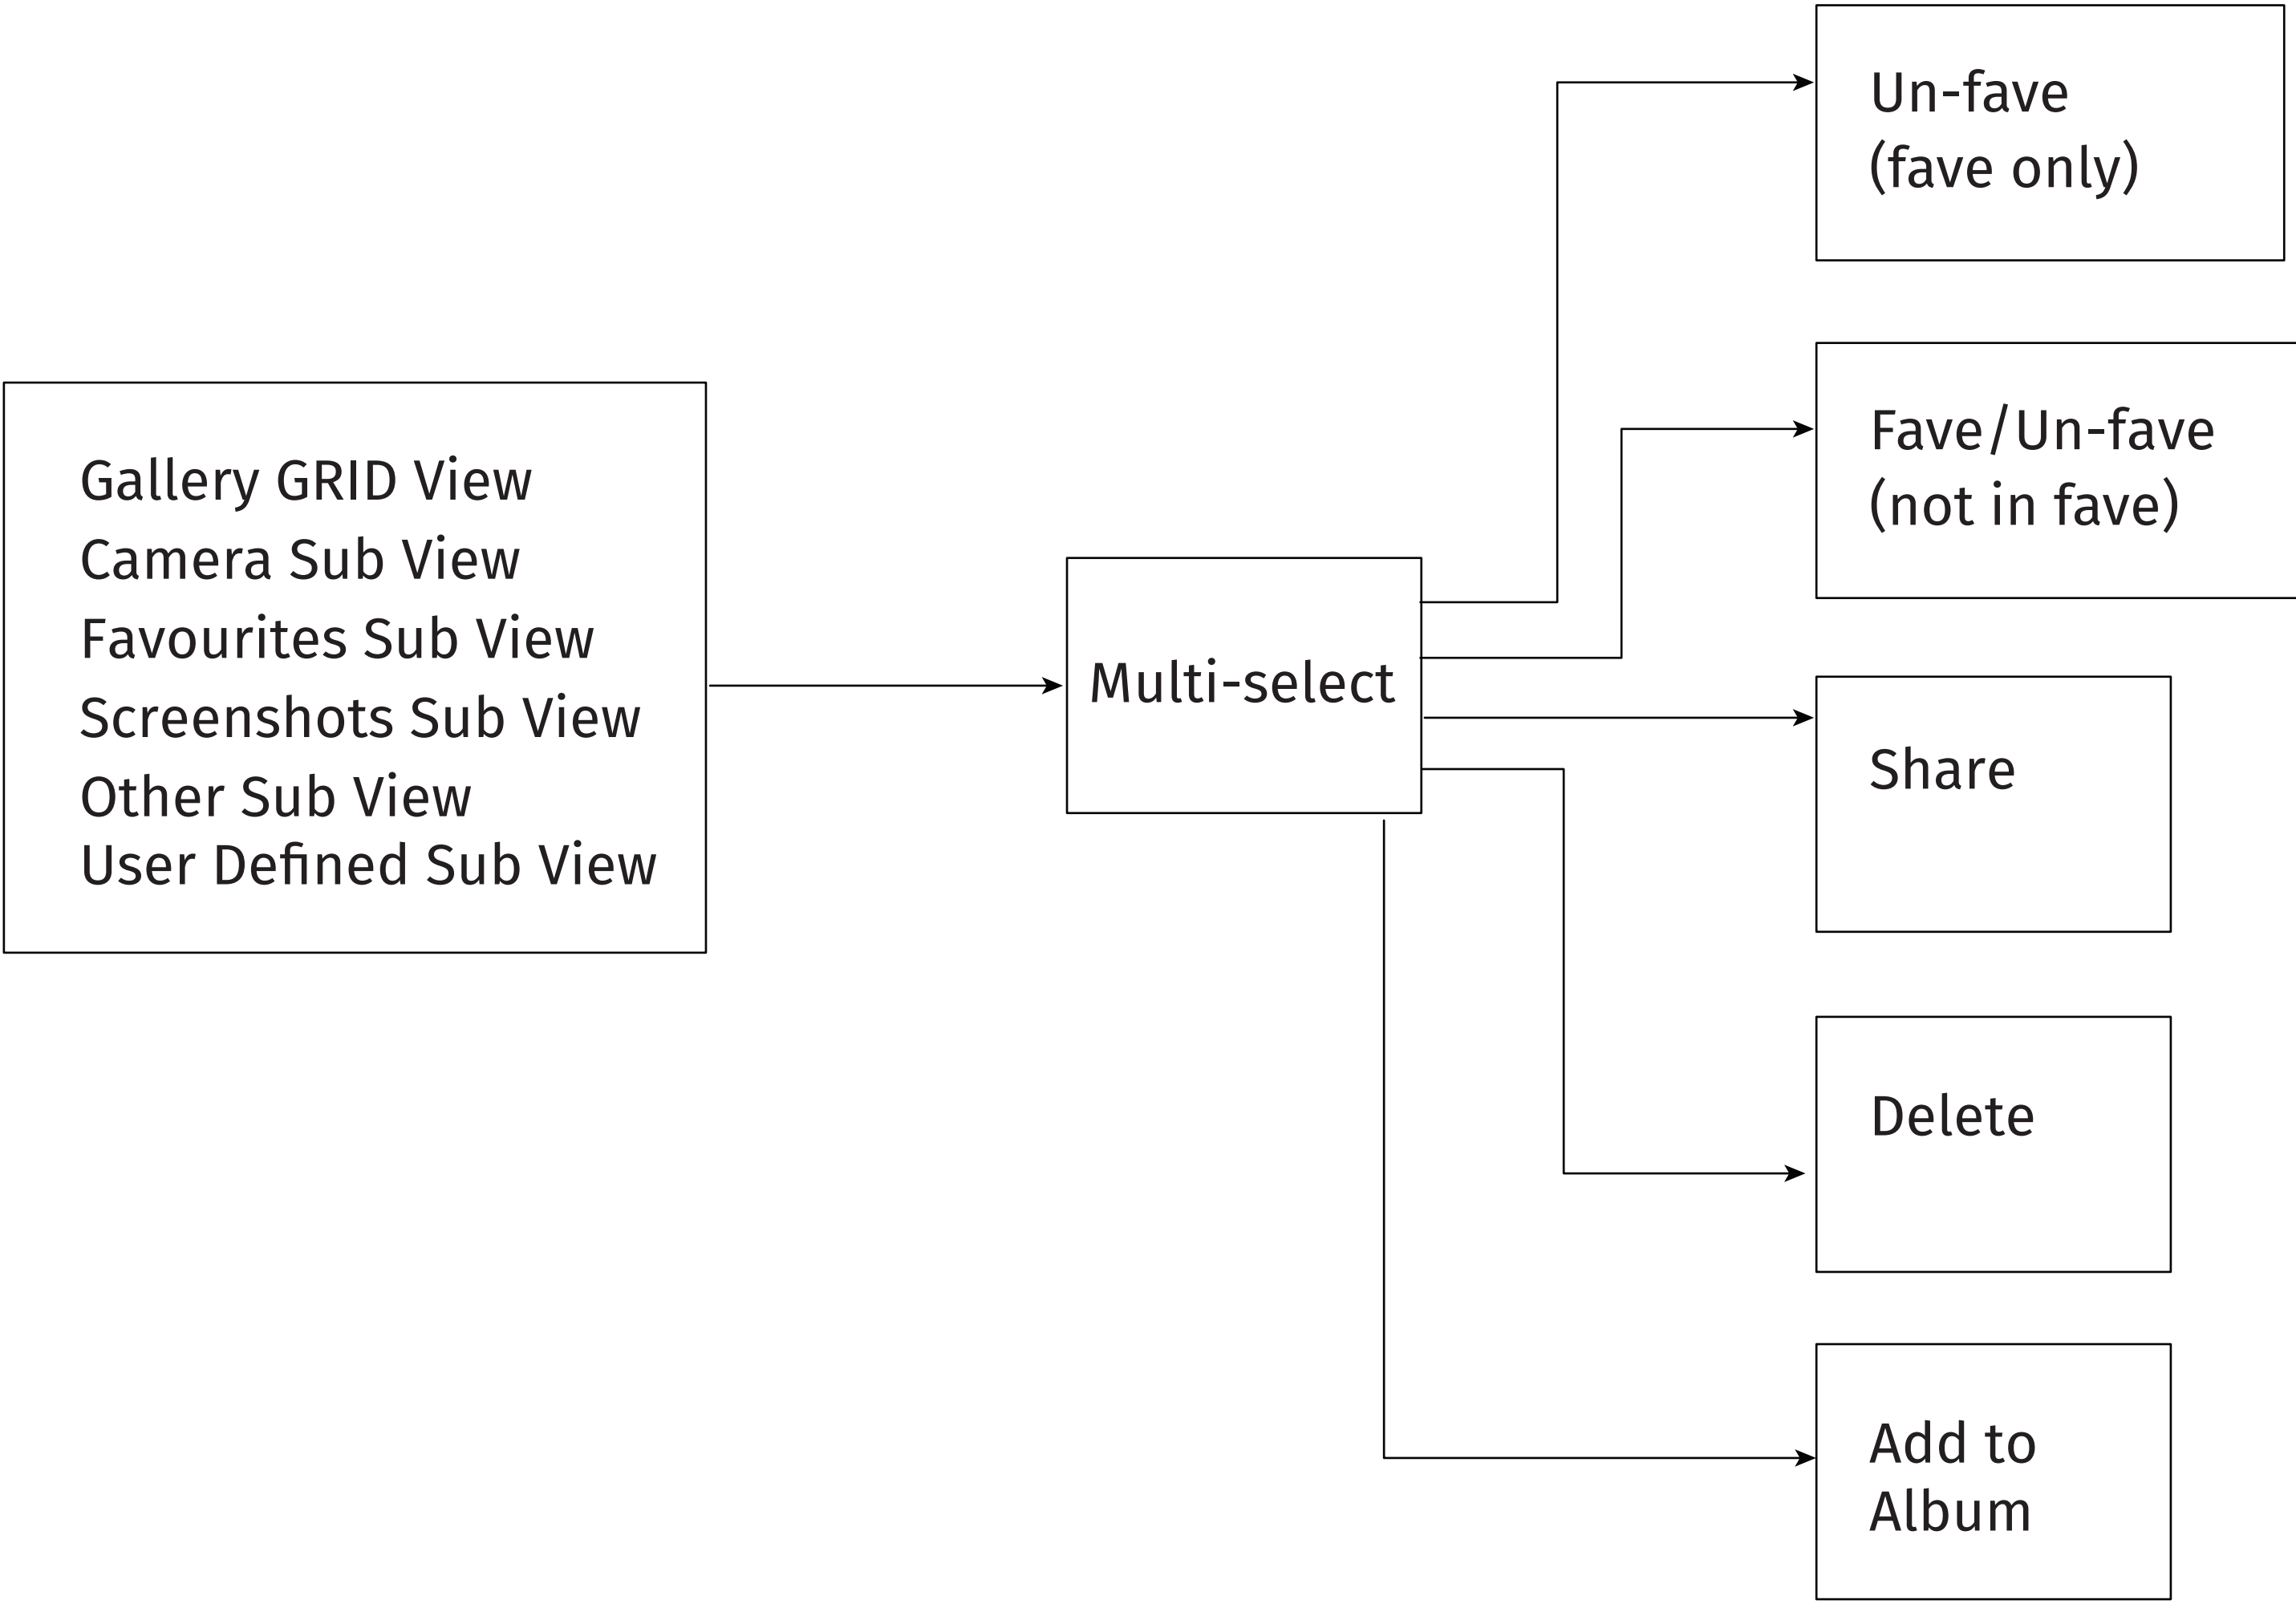 Gallery GRID View
Camera Sub View
Favourites Sub View
Screenshots Sub View
Other Sub View
User Defined Sub View
Multi-select
Un-fave
(fave only)
Fave/Un-fave
(not in fave)
Share
Delete
Add to
Album